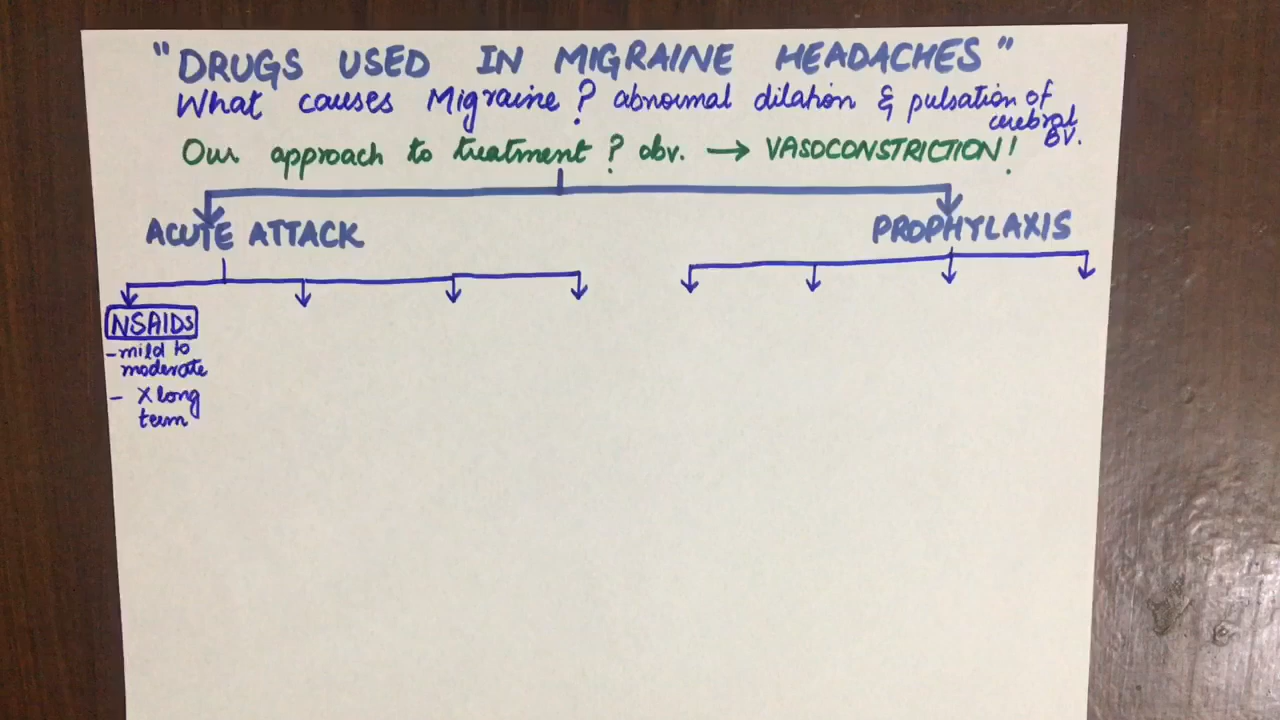 "DRUGS USED IN MIGRAINE HEADACHES"
What causes Migraine? abnormal dilation & pulsation of
cerebral
BV.
Our approach to treatment? obv. → VASOCONSTRICTION!
ACUTE ATTACK
PROPHYLAXIS
NSAIDs
- mild to
moderate
- X long
term